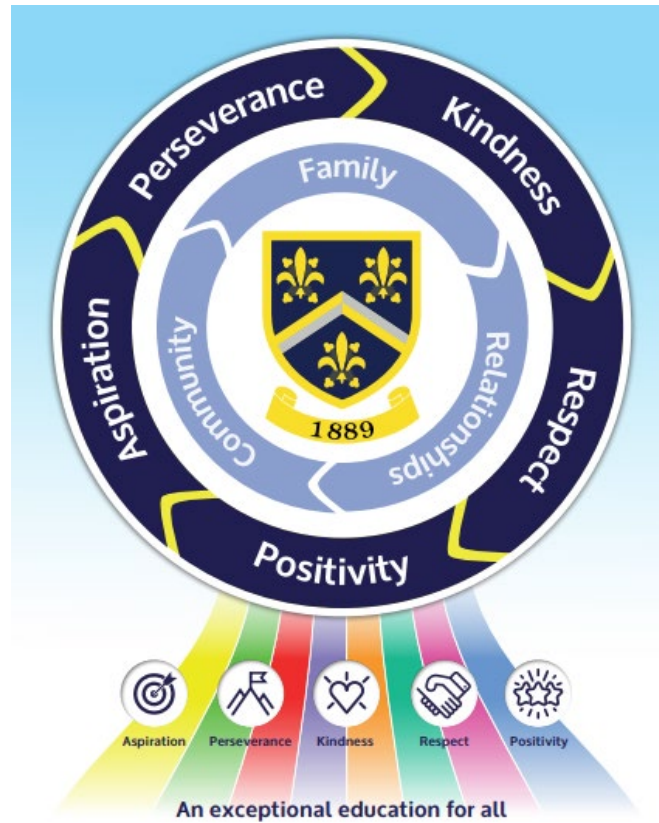 Perseverance
Kindness
Respect
Positivity
Aspiration
Family
Relationships
Community
1889
Aspiration
Perseverance
Kindness
Respect
Positivity
An exceptional education for all